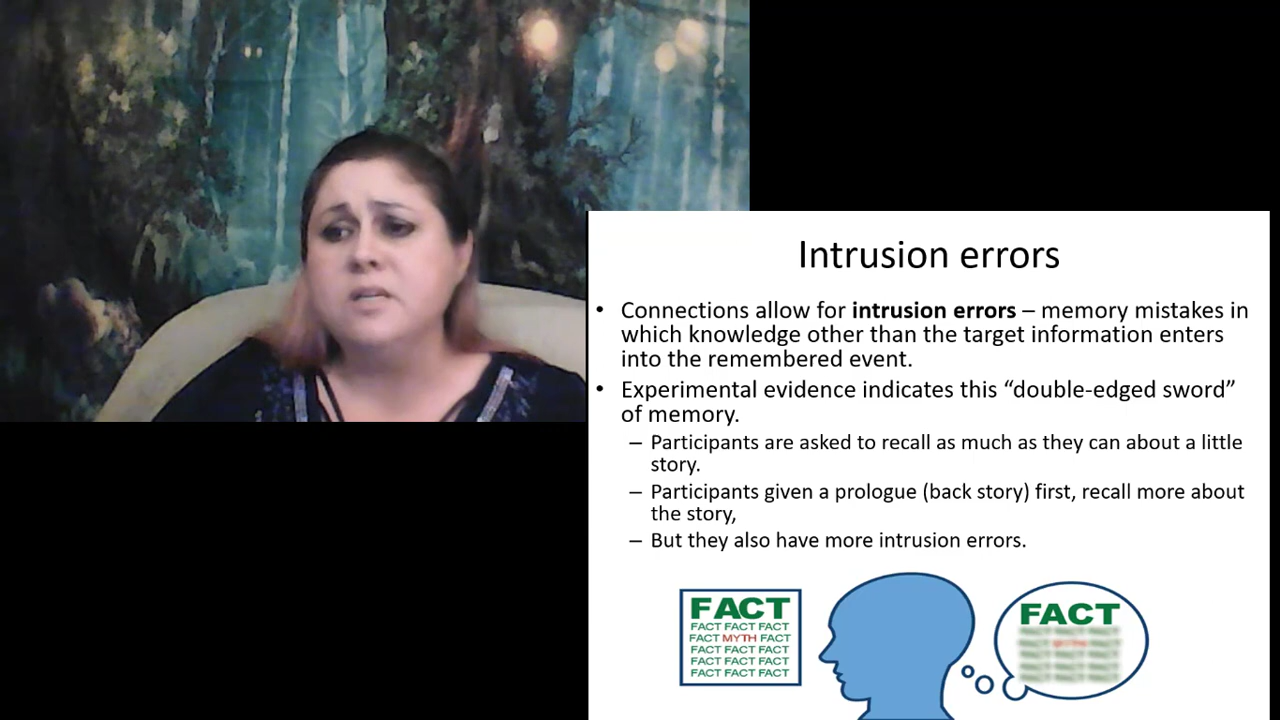 Intrusion errors
• Connections allow for intrusion errors – memory mistakes in
which knowledge other than the target information enters
into the remembered event.
• Experimental evidence indicates this “double-edged sword”
of memory.
– Participants are asked to recall as much as they can about a little
story.
– Participants given a prologue (back story) first, recall more about
the story,
– But they also have more intrusion errors.
FACT
FACT FACT FACT
FACT MYTH FACT
FACT FACT FACT
FACT FACT FACT
FACT FACT FACT
FACT